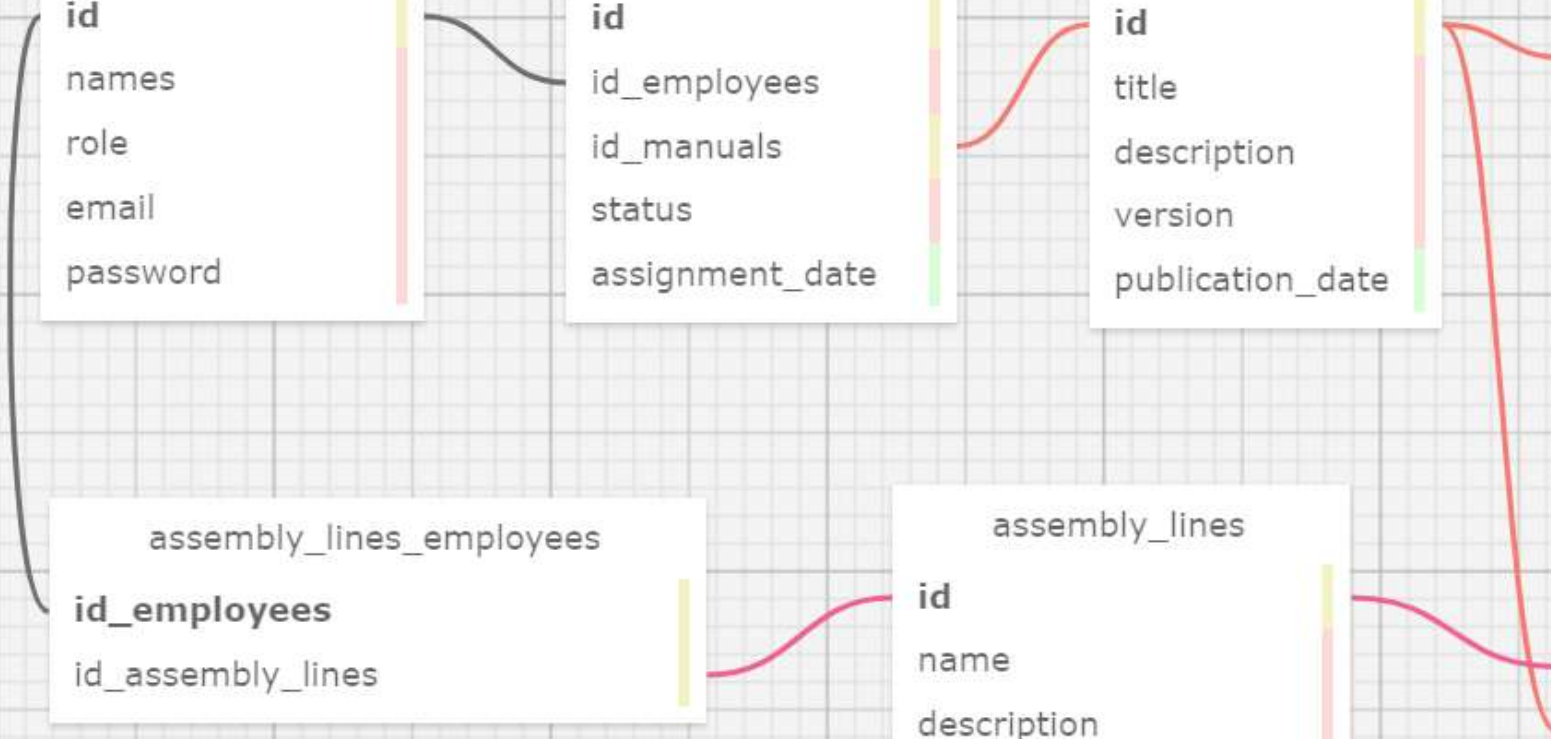 id
names
role
email
password
id
id_employees
id_manuals
status
assignment_date
id
title
description
version
publication_date
assembly_lines_employees
id_employees
id_assembly_lines
assembly_lines
id
name
description